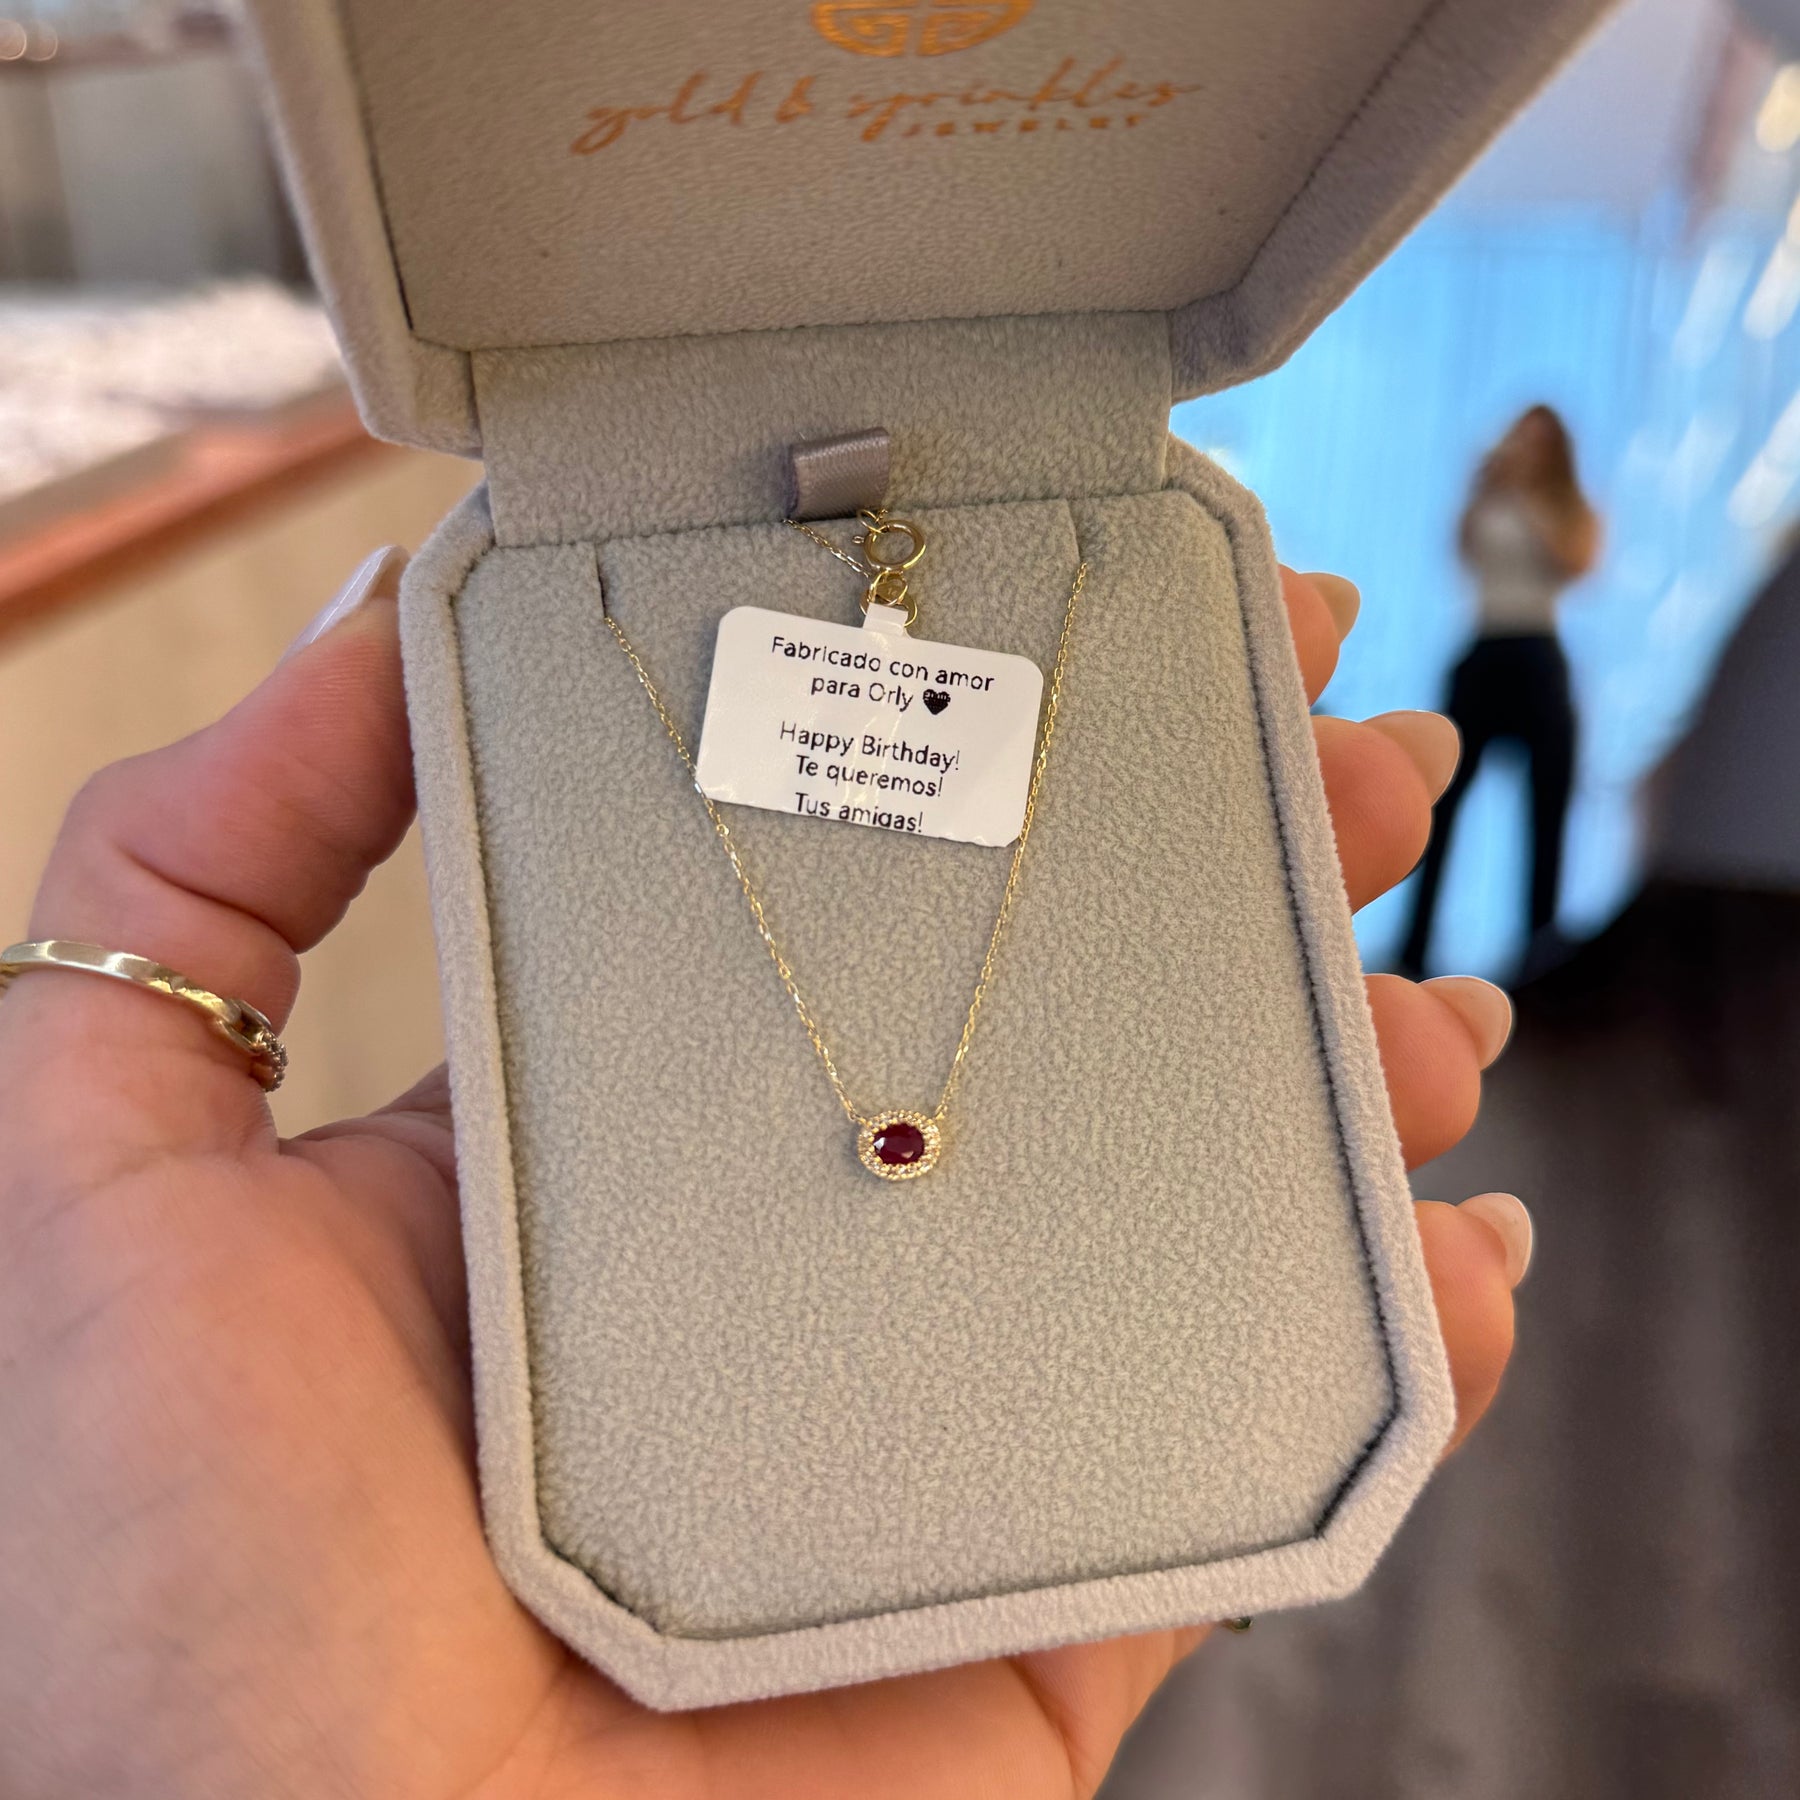 gold & sprinkles
JEWELRY
Fabricado con amor
para Orly 🖤
Happy Birthday!
Te queremos!
Tus amigas!